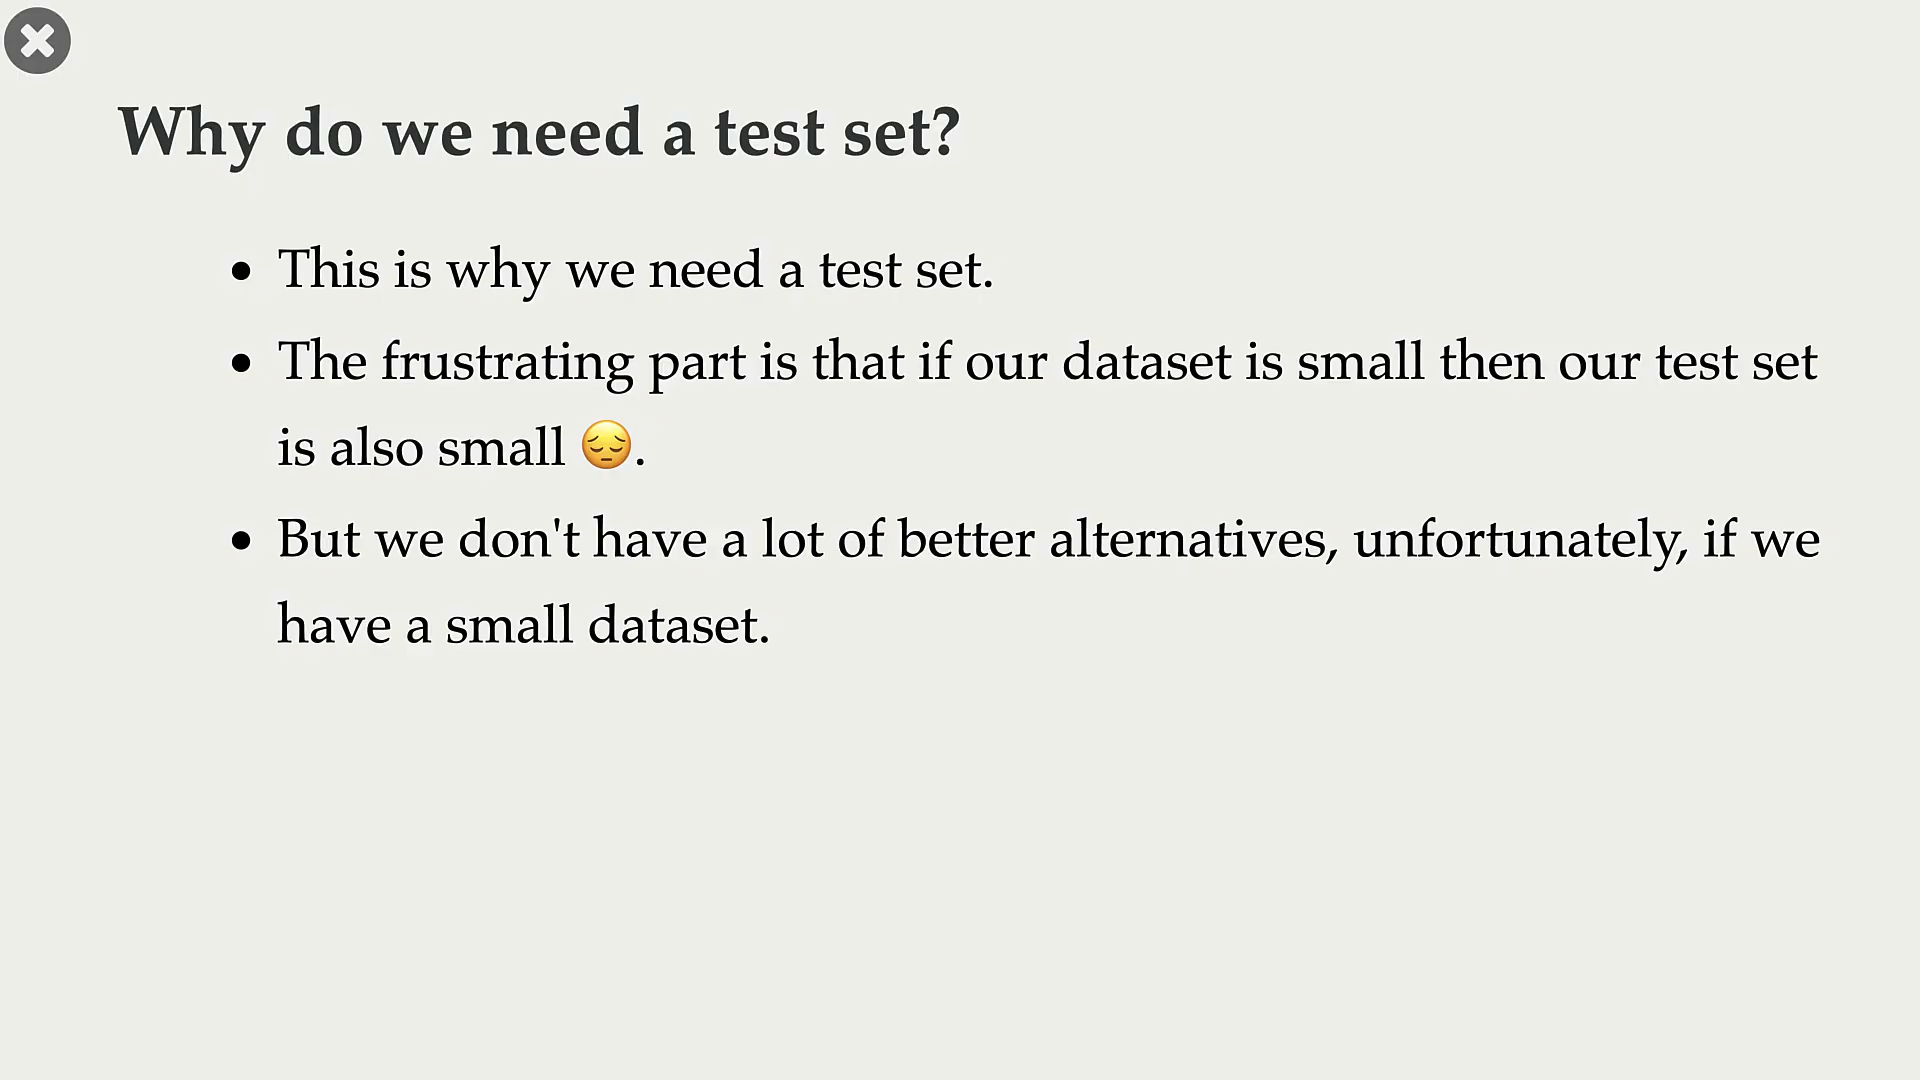 Why do we need a test set?
• This is why we need a test set.
• The frustrating part is that if our dataset is small then our test set
is also small 😔.
• But we don't have a lot of better alternatives, unfortunately, if we
have a small dataset.